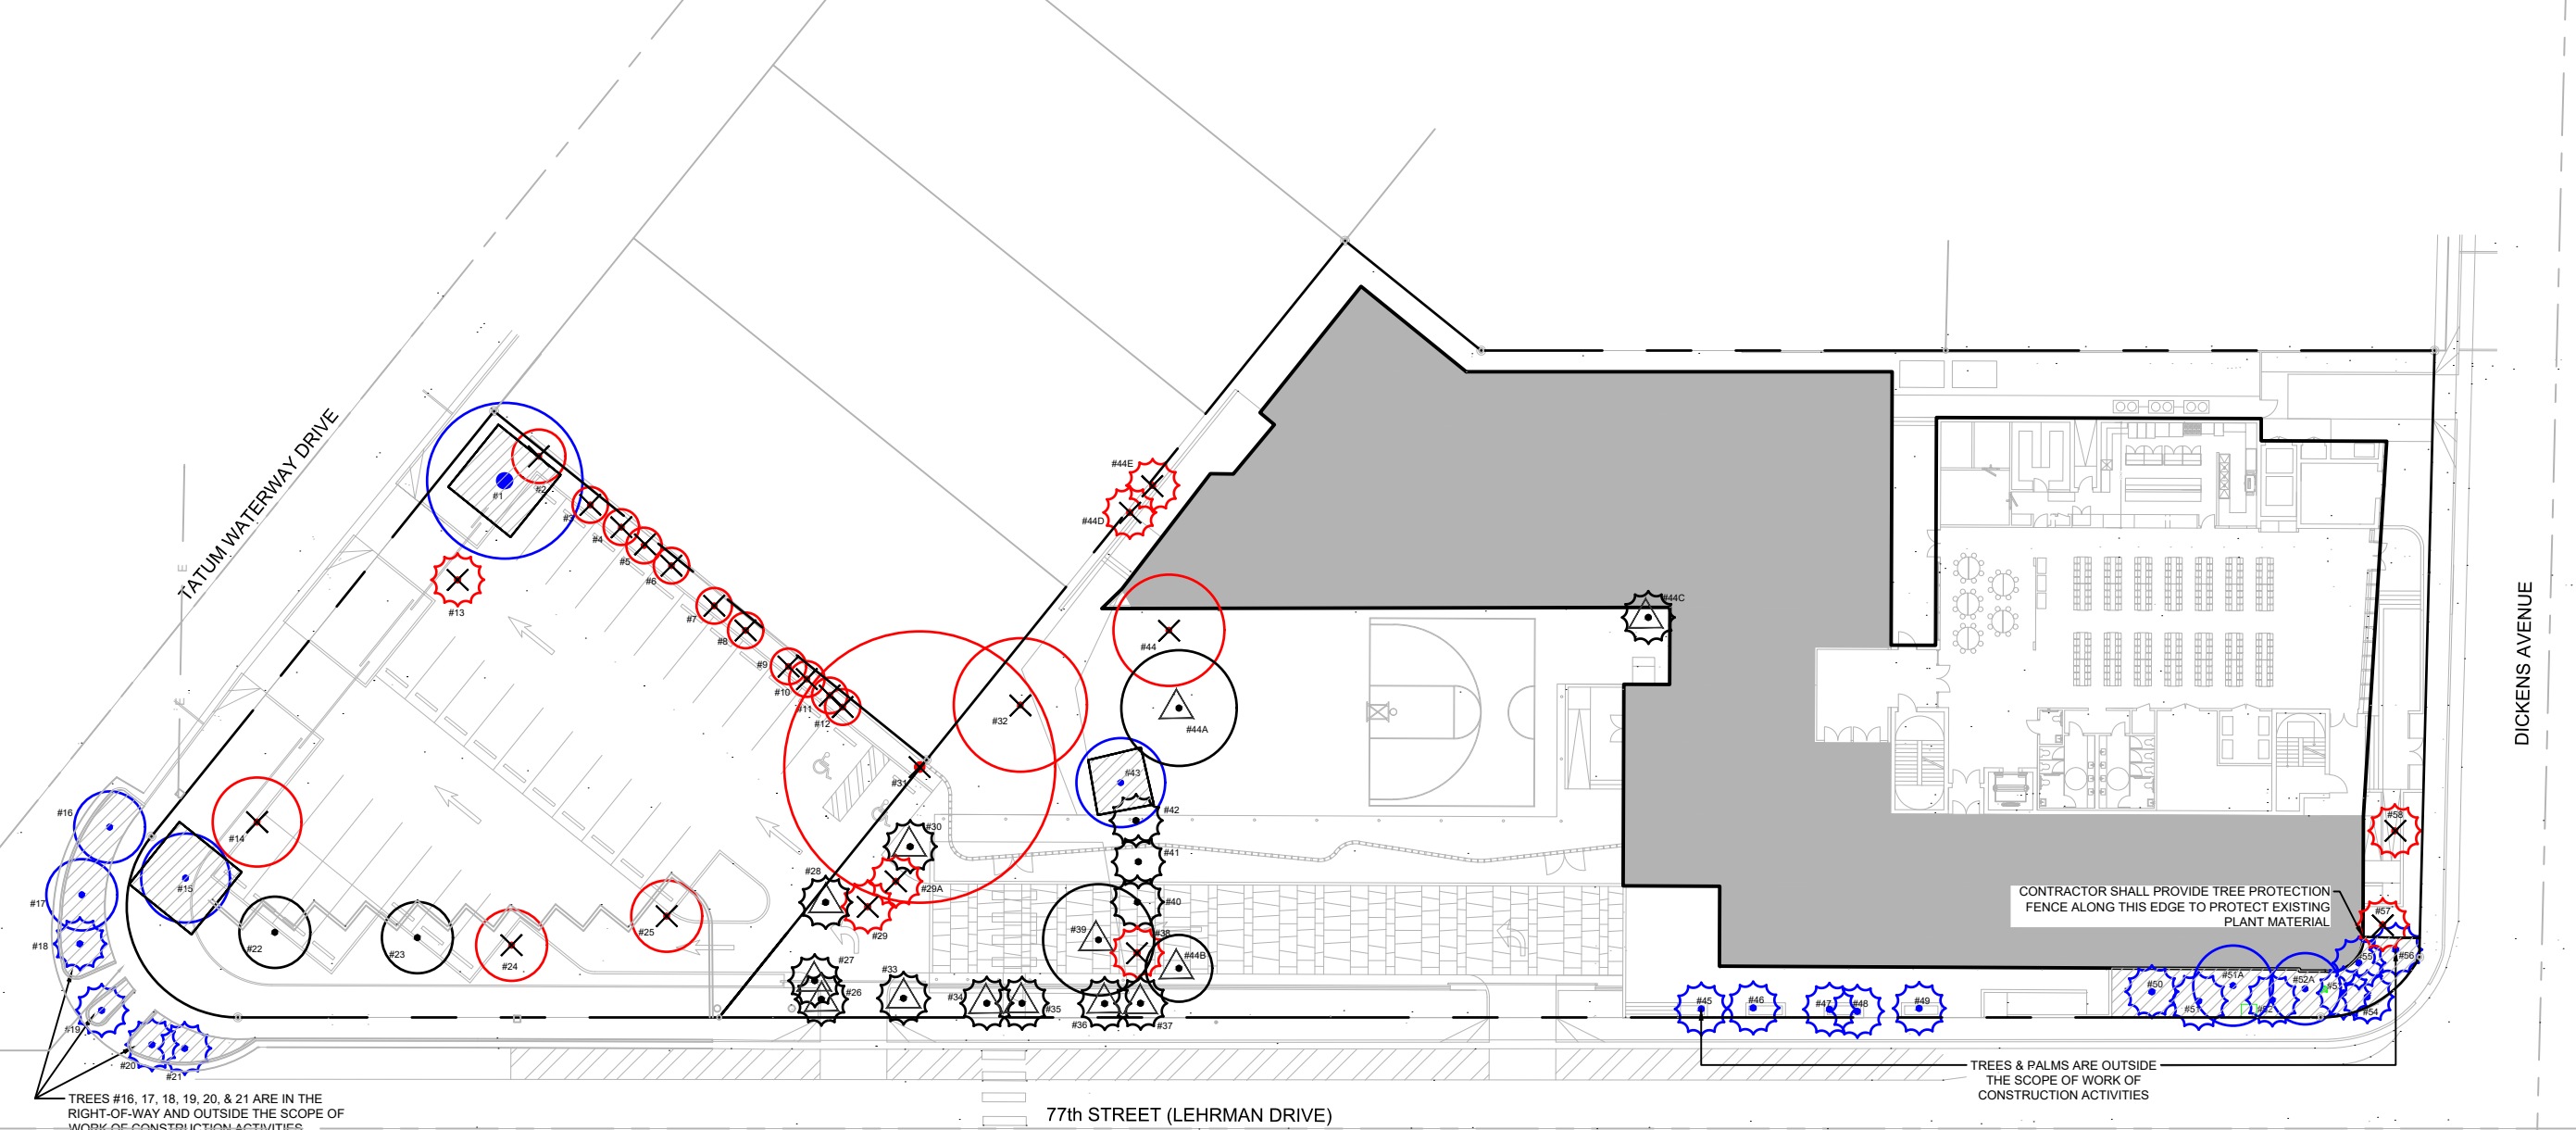 #44E
#44D
#1
#2
#3
#4
#5
#6
#13
#7
#8
#9
#10
#11
#12
#44C
#44
#44A
#32
#31
#43
#42
#41
#40
#30
#28
#29A
#29
#39
#38
#44B
#27
#26
#33
#34
#35
#36
#37
#14
#15
#16
#17
#18
#19
#20
#21
#22
#23
#24
#25
#45
#46
#47
#48
#49
#50
#51A
#52A
#54
#55
#56
#57
#58
TATUM WATERWAY DRIVE
DICKENS AVENUE
CONTRACTOR SHALL PROVIDE TREE PROTECTION
FENCE ALONG THIS EDGE TO PROTECT EXISTING
PLANT MATERIAL
TREES & PALMS ARE OUTSIDE
THE SCOPE OF WORK OF
CONSTRUCTION ACTIVITIES
TREES #16, 17, 18, 19, 20, & 21 ARE IN THE
RIGHT-OF-WAY AND OUTSIDE THE SCOPE OF
WORK OF CONSTRUCTION ACTIVITIES
77th STREET (LEHRMAN DRIVE)